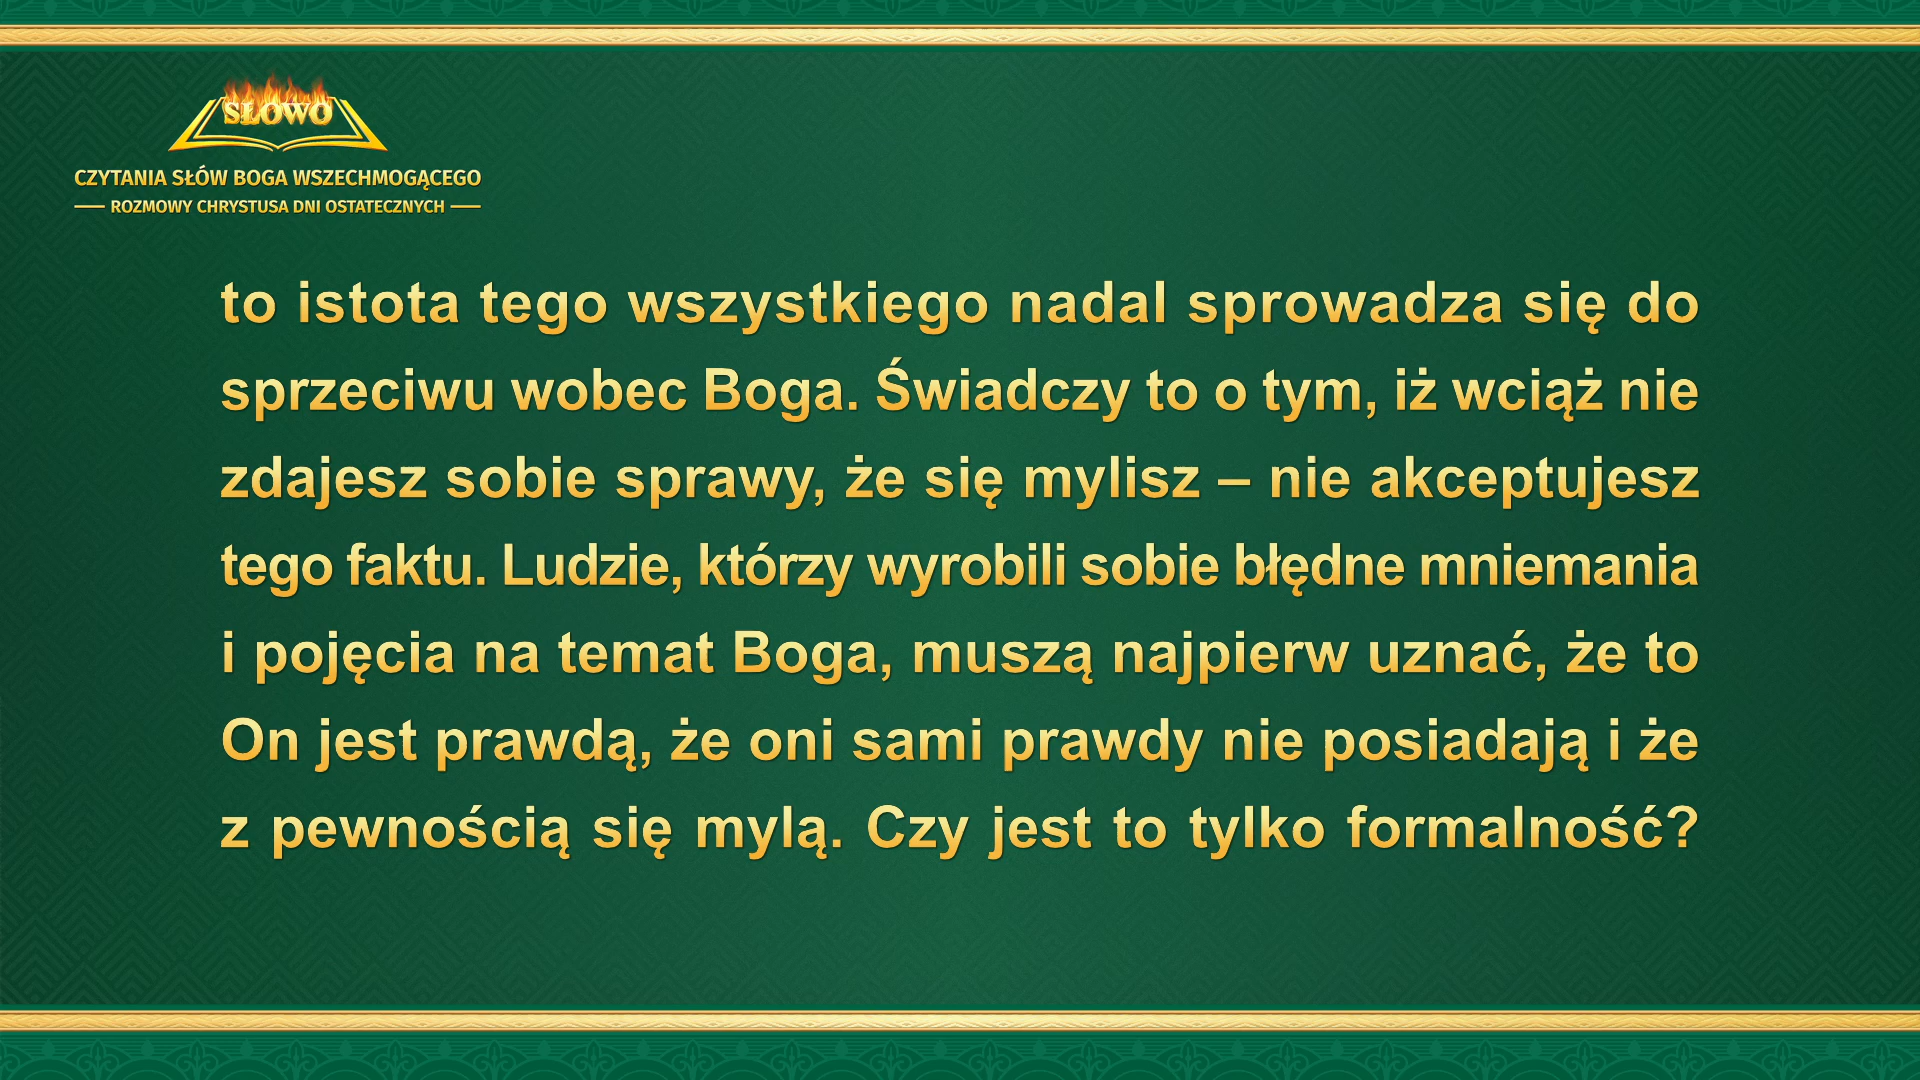 SŁOWO
CZYTANIA SŁÓW BOGA WSZECHMOGĄCEGO
ROZMOWY CHRYSTUSA DNI OSTATECZNYCH
to istota tego wszystkiego nadal sprowadza się do
sprzeciwu wobec Boga. Świadczy to o tym, iż wciąż nie
zdajesz sobie sprawy, że się mylisz – nie akceptujesz
tego faktu. Ludzie, którzy wyrobili sobie błędne mniemania
i pojęcia na temat Boga, muszą najpierw uznać, że to
On jest prawdą, że oni sami prawdy nie posiadają i że
z pewnością się mylą. Czy jest to tylko formalność?